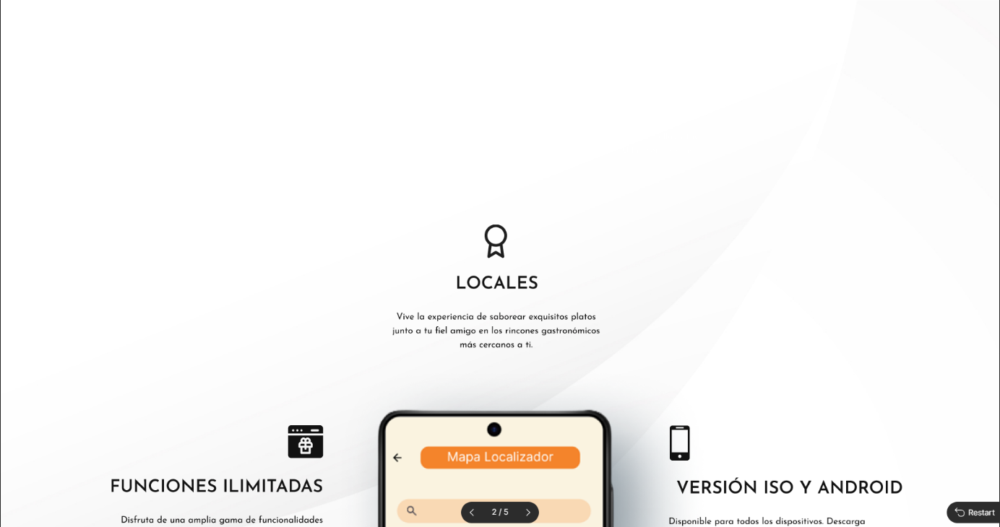 LOCALES
Vive la experiencia de saborear exquisitos platos
junto a tu fiel amigo en los rincones gastronómicos
más cercanos a ti.
Mapa Localizador
FUNCIONES ILIMITADAS
VERSIÓN ISO Y ANDROID
2 / 5
Restart
Disfruta de una amplia gama de funcionalidades
Disponible para todos los dispositivos. Descarga